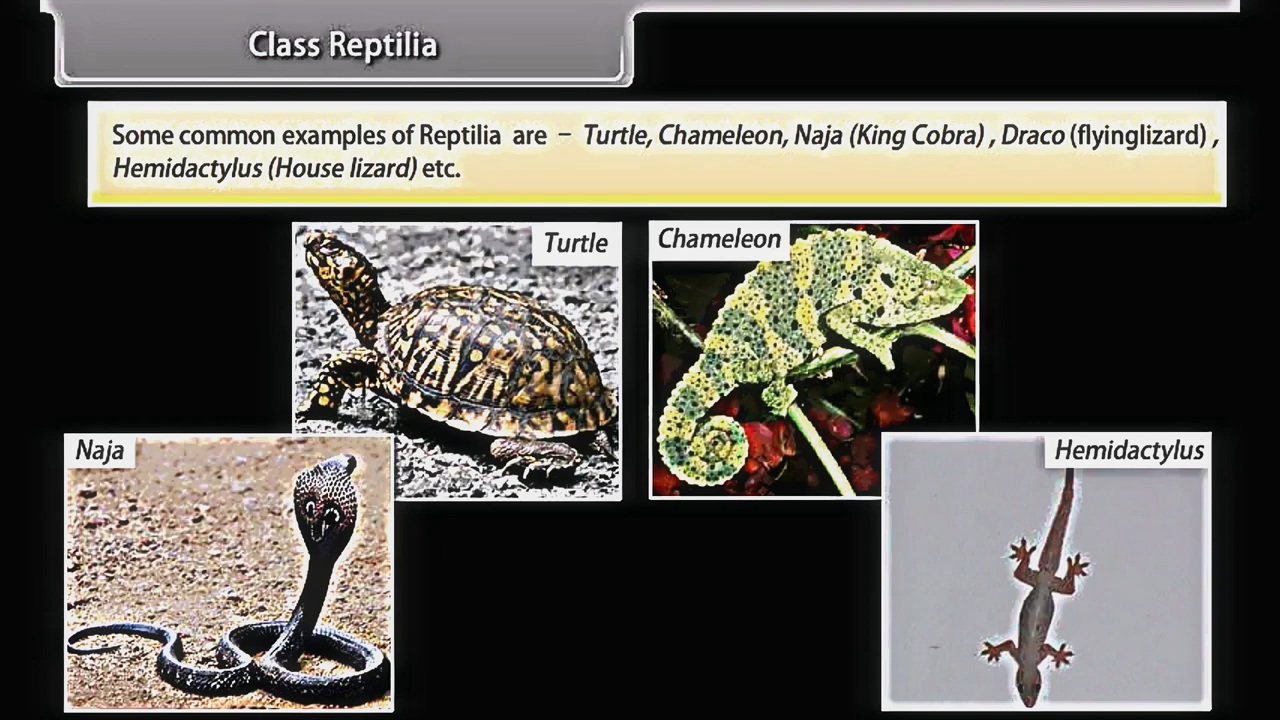 Class Reptilia
Some common examples of Reptilia are – Turtle, Chameleon, Naja (King Cobra) , Draco (flyinglizard) ,
Hemidactylus (House lizard) etc.
Turtle
Chameleon
Naja
Hemidactylus